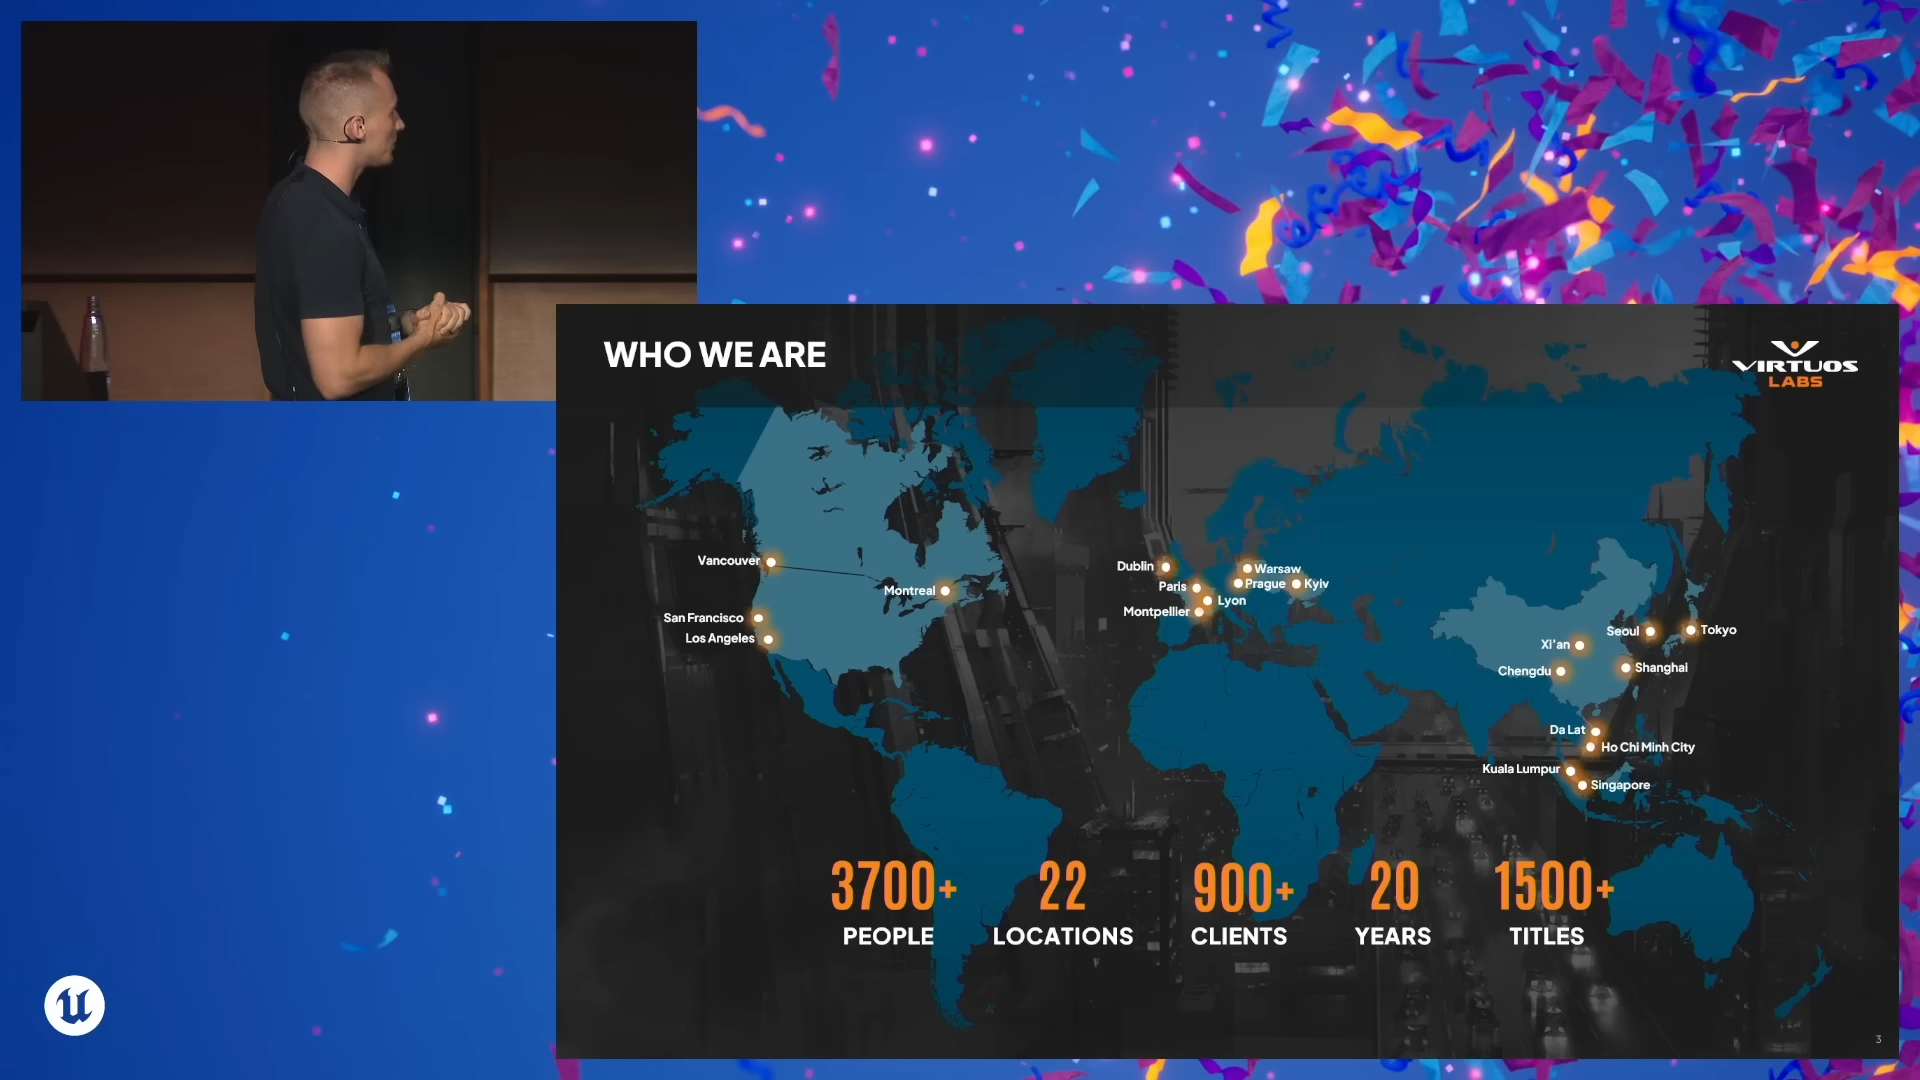 WHO WE ARE
VIRTUOS
LABS
Vancouver
Montreal
San Francisco
Los Angeles
Dublin
Warsaw
Paris
Prague
Kyiv
Lyon
Montpellier
Seoul
Tokyo
Xi'an
Chengdu
Shanghai
Da Lat
Ho Chi Minh City
Kuala Lumpur
Singapore
3700+ 22 900+ 20 1500+
PEOPLE LOCATIONS CLIENTS YEARS TITLES
3